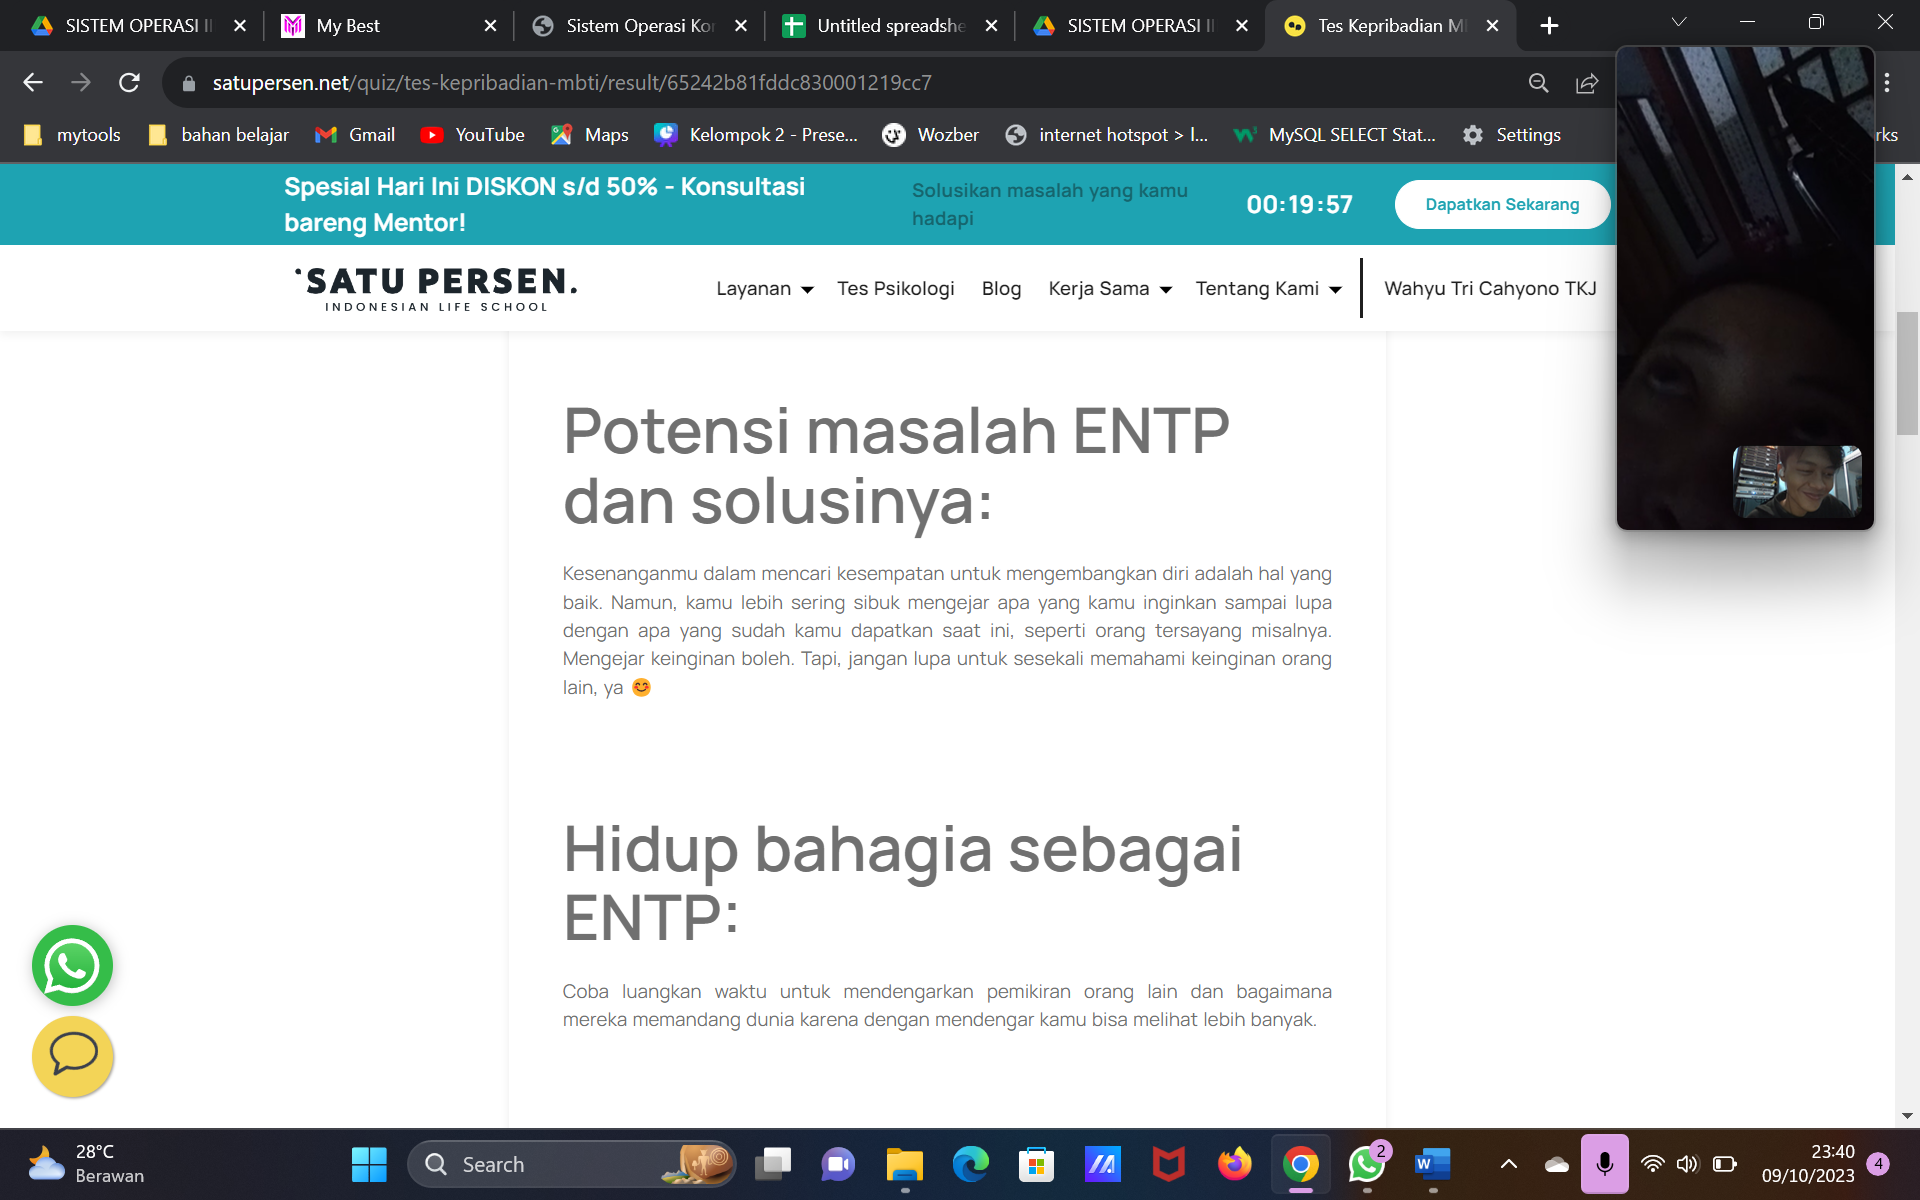 SISTEM OPERASI II
My Best
Sistem Operasi Kor
Untitled spreadshe
SISTEM OPERASI II
Tes Kepribadian M
satupersen.net/quiz/tes-kepribadian-mbti/result/65242b81fddc830001219cc7
mytools
bahan belajar
Gmail
YouTube
Maps
Kelompok 2 - Prese...
Wozber
internet hotspot > I...
MySQL SELECT Stat...
Settings
rks
Spesial Hari Ini DISKON s/d 50% - Konsultasi
bareng Mentor!
Solusikan masalah yang kamu
hadapi
00:19:57
Dapatkan Sekarang
SATU PERSEN.
INDONESIAN LIFE SCHOOL
Layanan
Tes Psikologi
Blog
Kerja Sama
Tentang Kami
Wahyu Tri Cahyono TKJ
Potensi masalah ENTP
dan solusinya:
Kesenanganmu dalam mencari kesempatan untuk mengembangkan diri adalah hal yang
baik. Namun, kamu lebih sering sibuk mengejar apa yang kamu inginkan sampai lupa
dengan apa yang sudah kamu dapatkan saat ini, seperti orang tersayang misalnya.
Mengejar keinginan boleh. Tapi, jangan lupa untuk sesekali memahami keinginan orang
lain, ya 😊
Hidup bahagia sebagai
ENTP:
Coba luangkan waktu untuk mendengarkan pemikiran orang lain dan bagaimana
mereka memandang dunia karena dengan mendengar kamu bisa melihat lebih banyak.
28°C
Berawan
Search
2
23:40
09/10/2023
4